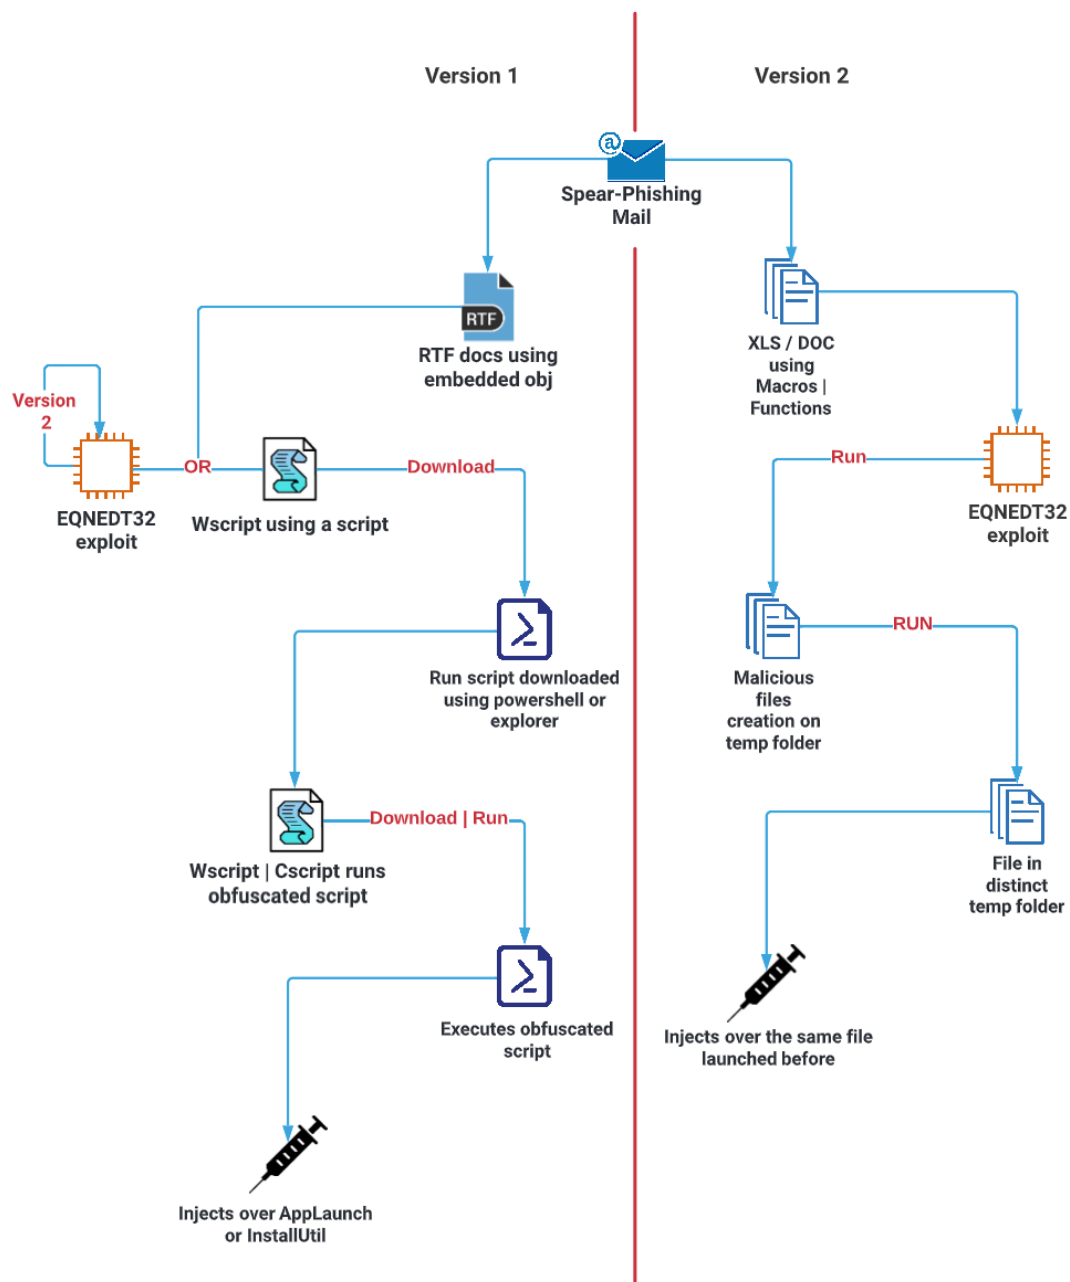 Version 1
Version 2
@
Spear-Phishing
Mail
RTF
RTF docs using
embedded obj
XLS / DOC
using
Macros |
Functions
Version
2
OR
Download
EQNEDT32
exploit
Wscript using a script
Run
EQNEDT32
exploit
Run script downloaded
using powershell or
explorer
RUN
Malicious
files
creation on
temp folder
Download | Run
Wscript | Cscript runs
obfuscated script
File in
distinct
temp folder
Executes obfuscated
script
Injects over the same file
launched before
Injects over AppLaunch
or InstallUtil